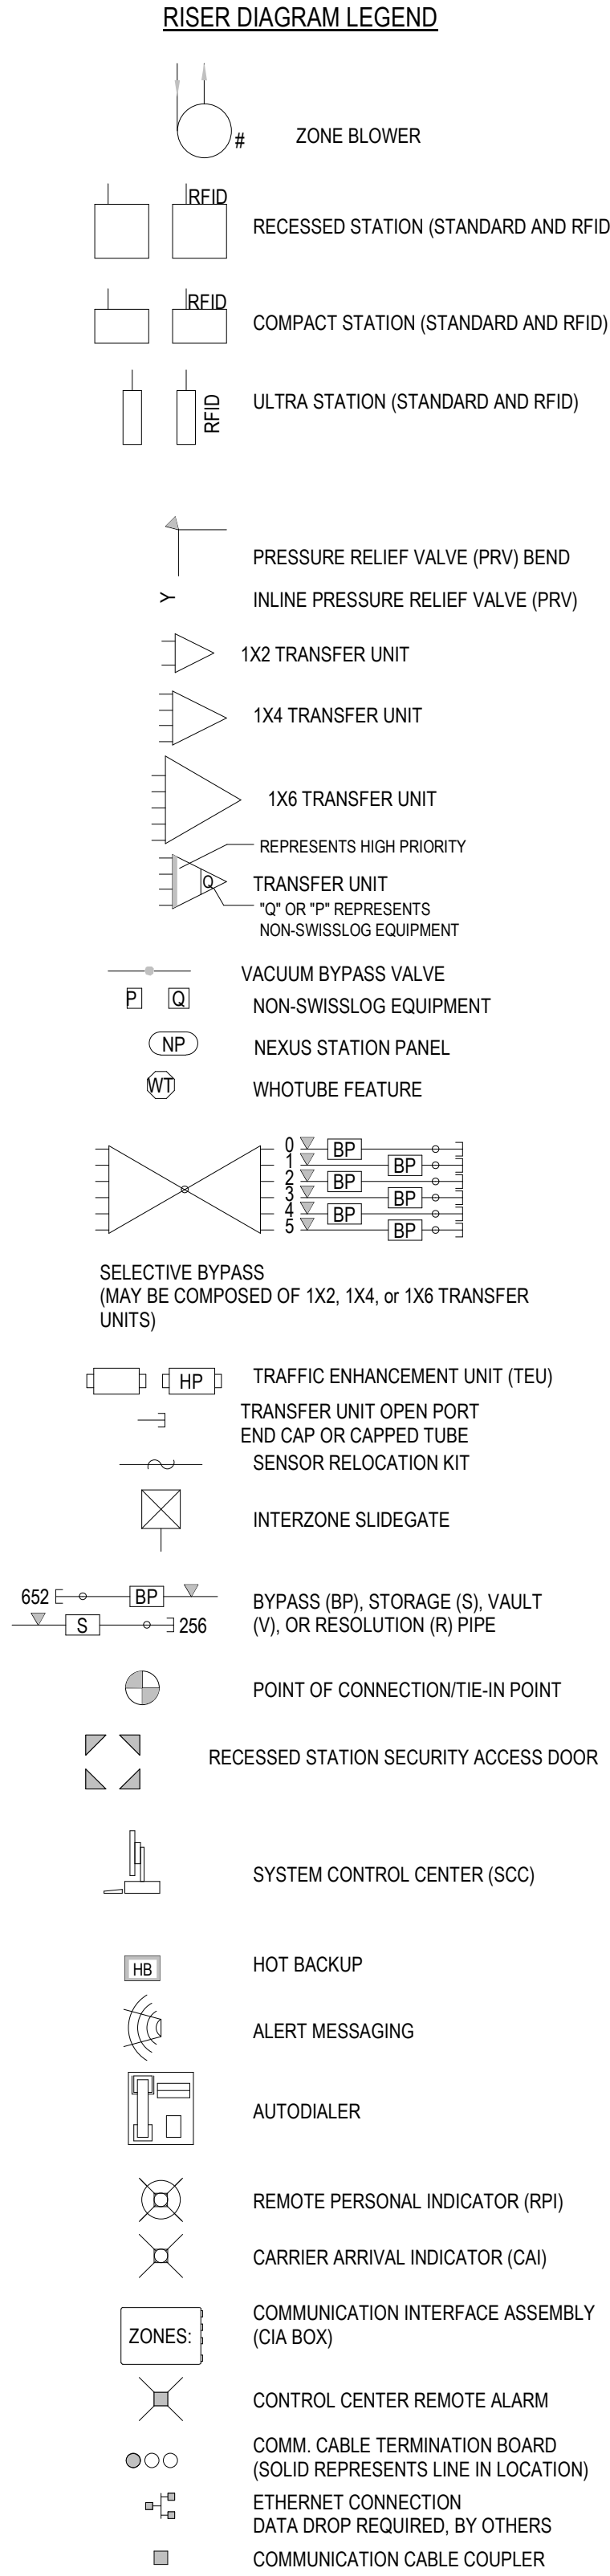 RISER DIAGRAM LEGEND
#
ZONE BLOWER
RFID
RECESSED STATION (STANDARD AND RFID
RFID
COMPACT STATION (STANDARD AND RFID)
ULTRA STATION (STANDARD AND RFID)
RFID
PRESSURE RELIEF VALVE (PRV) BEND
Y
INLINE PRESSURE RELIEF VALVE (PRV)
1X2 TRANSFER UNIT
1X4 TRANSFER UNIT
1X6 TRANSFER UNIT
REPRESENTS HIGH PRIORITY
Q
TRANSFER UNIT
"Q" OR "P" REPRESENTS
NON-SWISSLOG EQUIPMENT
VACUUM BYPASS VALVE
P Q
NON-SWISSLOG EQUIPMENT
NP
NEXUS STATION PANEL
WT
WHOTUBE FEATURE
0 BP
1 BP
2 BP
3 BP
4 BP
5 BP
SELECTIVE BYPASS
(MAY BE COMPOSED OF 1X2, 1X4, or 1X6 TRANSFER
UNITS)
HP
TRAFFIC ENHANCEMENT UNIT (TEU)
TRANSFER UNIT OPEN PORT
END CAP OR CAPPED TUBE
SENSOR RELOCATION KIT
INTERZONE SLIDEGATE
652 BP
S 256
BYPASS (BP), STORAGE (S), VAULT
(V), OR RESOLUTION (R) PIPE
POINT OF CONNECTION/TIE-IN POINT
RECESSED STATION SECURITY ACCESS DOOR
SYSTEM CONTROL CENTER (SCC)
HB
HOT BACKUP
ALERT MESSAGING
AUTODIALER
REMOTE PERSONAL INDICATOR (RPI)
CARRIER ARRIVAL INDICATOR (CAI)
ZONES:
COMMUNICATION INTERFACE ASSEMBLY
(CIA BOX)
CONTROL CENTER REMOTE ALARM
COMM. CABLE TERMINATION BOARD
(SOLID REPRESENTS LINE IN LOCATION)
ETHERNET CONNECTION
DATA DROP REQUIRED, BY OTHERS
COMMUNICATION CABLE COUPLER